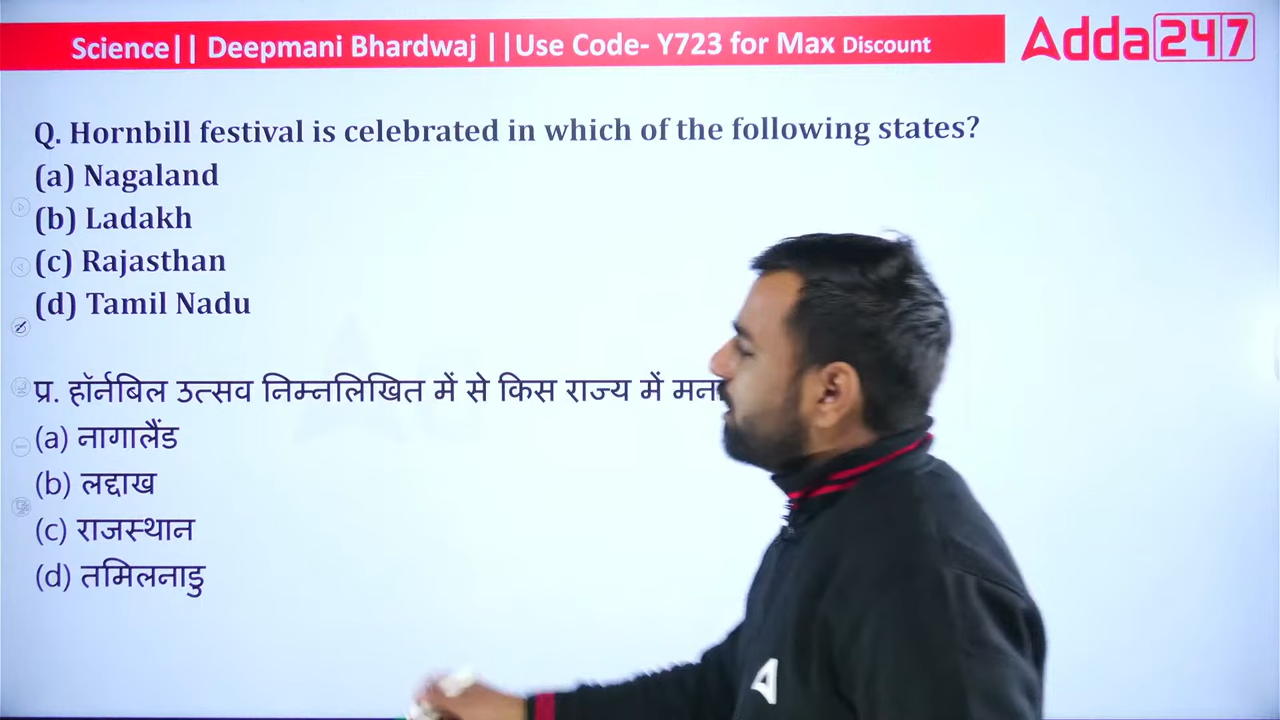 Science|| Deepmani Bhardwaj ||Use Code- Y723 for Max Discount
Adda247
Q. Hornbill festival is celebrated in which of the following states?
(a) Nagaland
(b) Ladakh
(c) Rajasthan
(d) Tamil Nadu
प्र. हॉर्नबिल उत्सव निम्नलिखित में से किस राज्य में
(a) नागालैंड
(b) लद्दाख
(c) राजस्थान
(d) तमिलनाडु